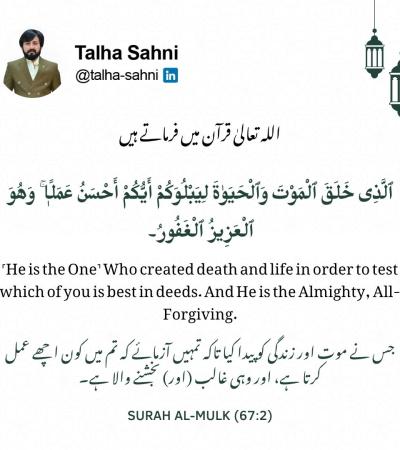 Talha Sahni
@talha-sahni in
اللہ تعالیٰ قرآن میں فرماتے ہیں
ٱلَّذِى خَلَقَ ٱلْمَوْتَ وَٱلْحَيَوٰةَ لِيَبْلُوَكُمْ أَيُّكُمْ أَحْسَنُ عَمَلًا ۚ وَهُوَ
ٱلْعَزِيزُ ٱلْغَفُورُ۔
˹He is the One˺ Who created death and life in order to test
which of you is best in deeds. And He is the Almighty, All-
Forgiving.
جس نے موت اور زندگی کو پیدا کیا تاکہ تمہیں آزمائے کہ تم میں کون اچھے عمل
کرتا ہے، اور وہی غالب (اور) بخشنے والا ہے۔
SURAH AL-MULK (67:2)